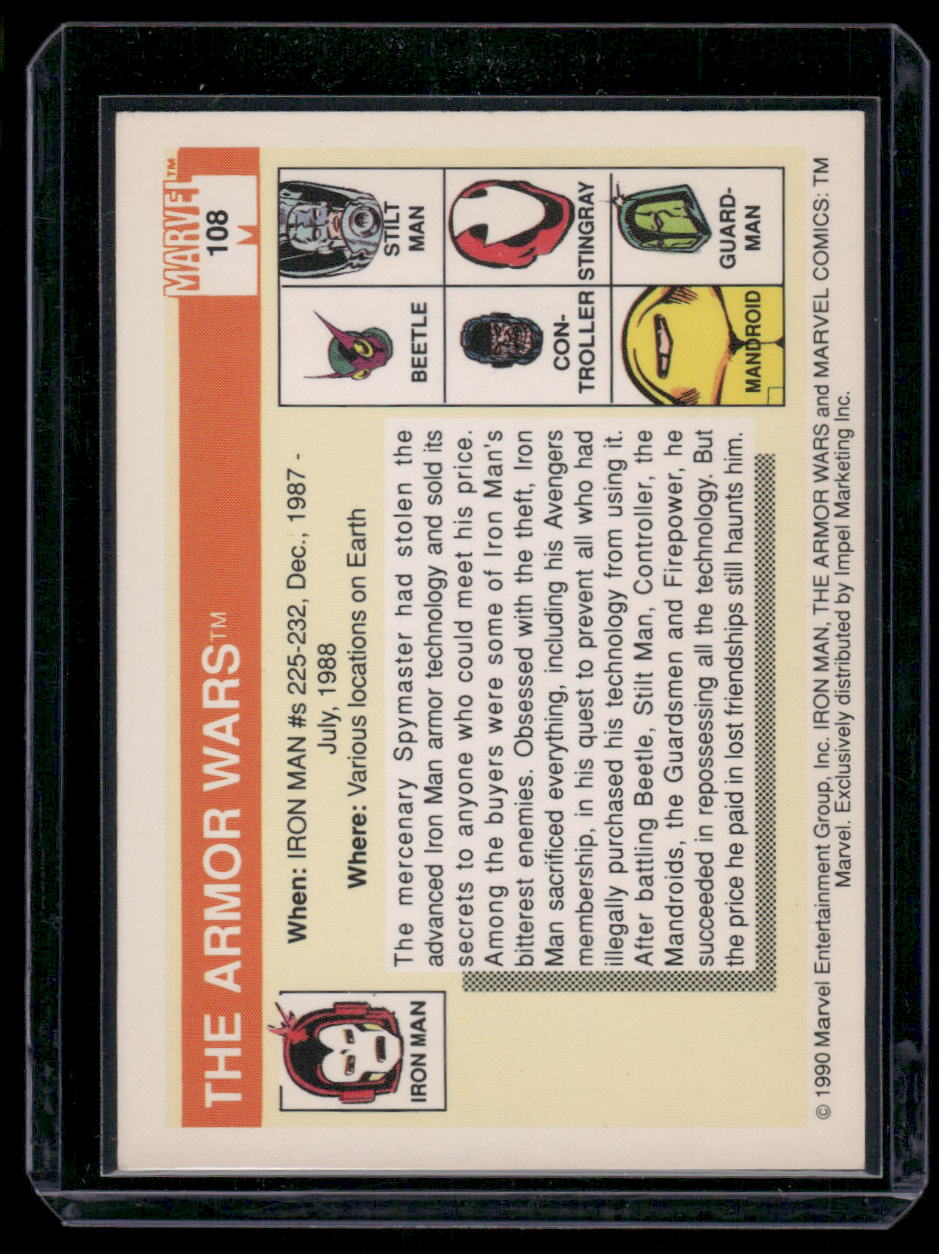 THE ARMOR WARS™
MARVEL™
108
IRON MAN
When: IRON MAN #s 225-232, Dec., 1987 -
July, 1988
Where: Various locations on Earth
The mercenary Spymaster had stolen the
advanced Iron Man armor technology and sold its
secrets to anyone who could meet his price.
Among the buyers were some of Iron Man's
bitterest enemies. Obsessed with the theft, Iron
Man sacrificed everything, including his Avengers
membership, in his quest to prevent all who had
illegally purchased his technology from using it.
After battling Beetle, Stilt Man, Controller, the
Mandroids, the Guardsmen and Firepower, he
succeeded in repossessing all the technology. But
the price he paid in lost friendships still haunts him.
BEETLE
STILT
MAN
CON-
TROLLER
STINGRAY
MANDROID
GUARD-
MAN
© 1990 Marvel Entertainment Group, Inc. IRON MAN, THE ARMOR WARS and MARVEL COMICS: TM
Marvel. Exclusively distributed by Impel Marketing Inc.